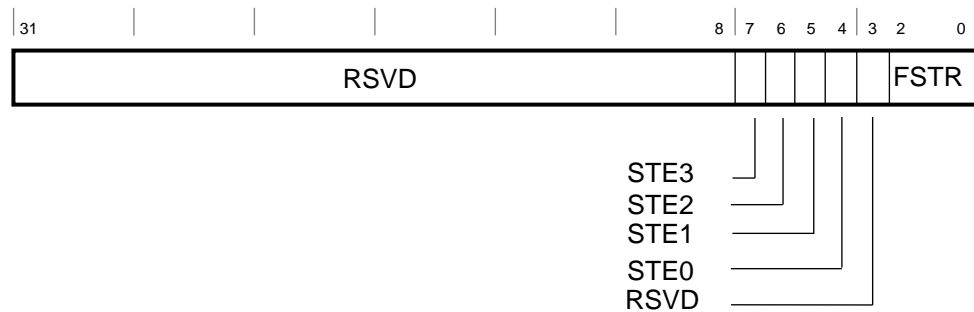 31 8 7 6 5 4 3 2 0
RSVD FSTR
STE3
STE2
STE1
STE0
RSVD